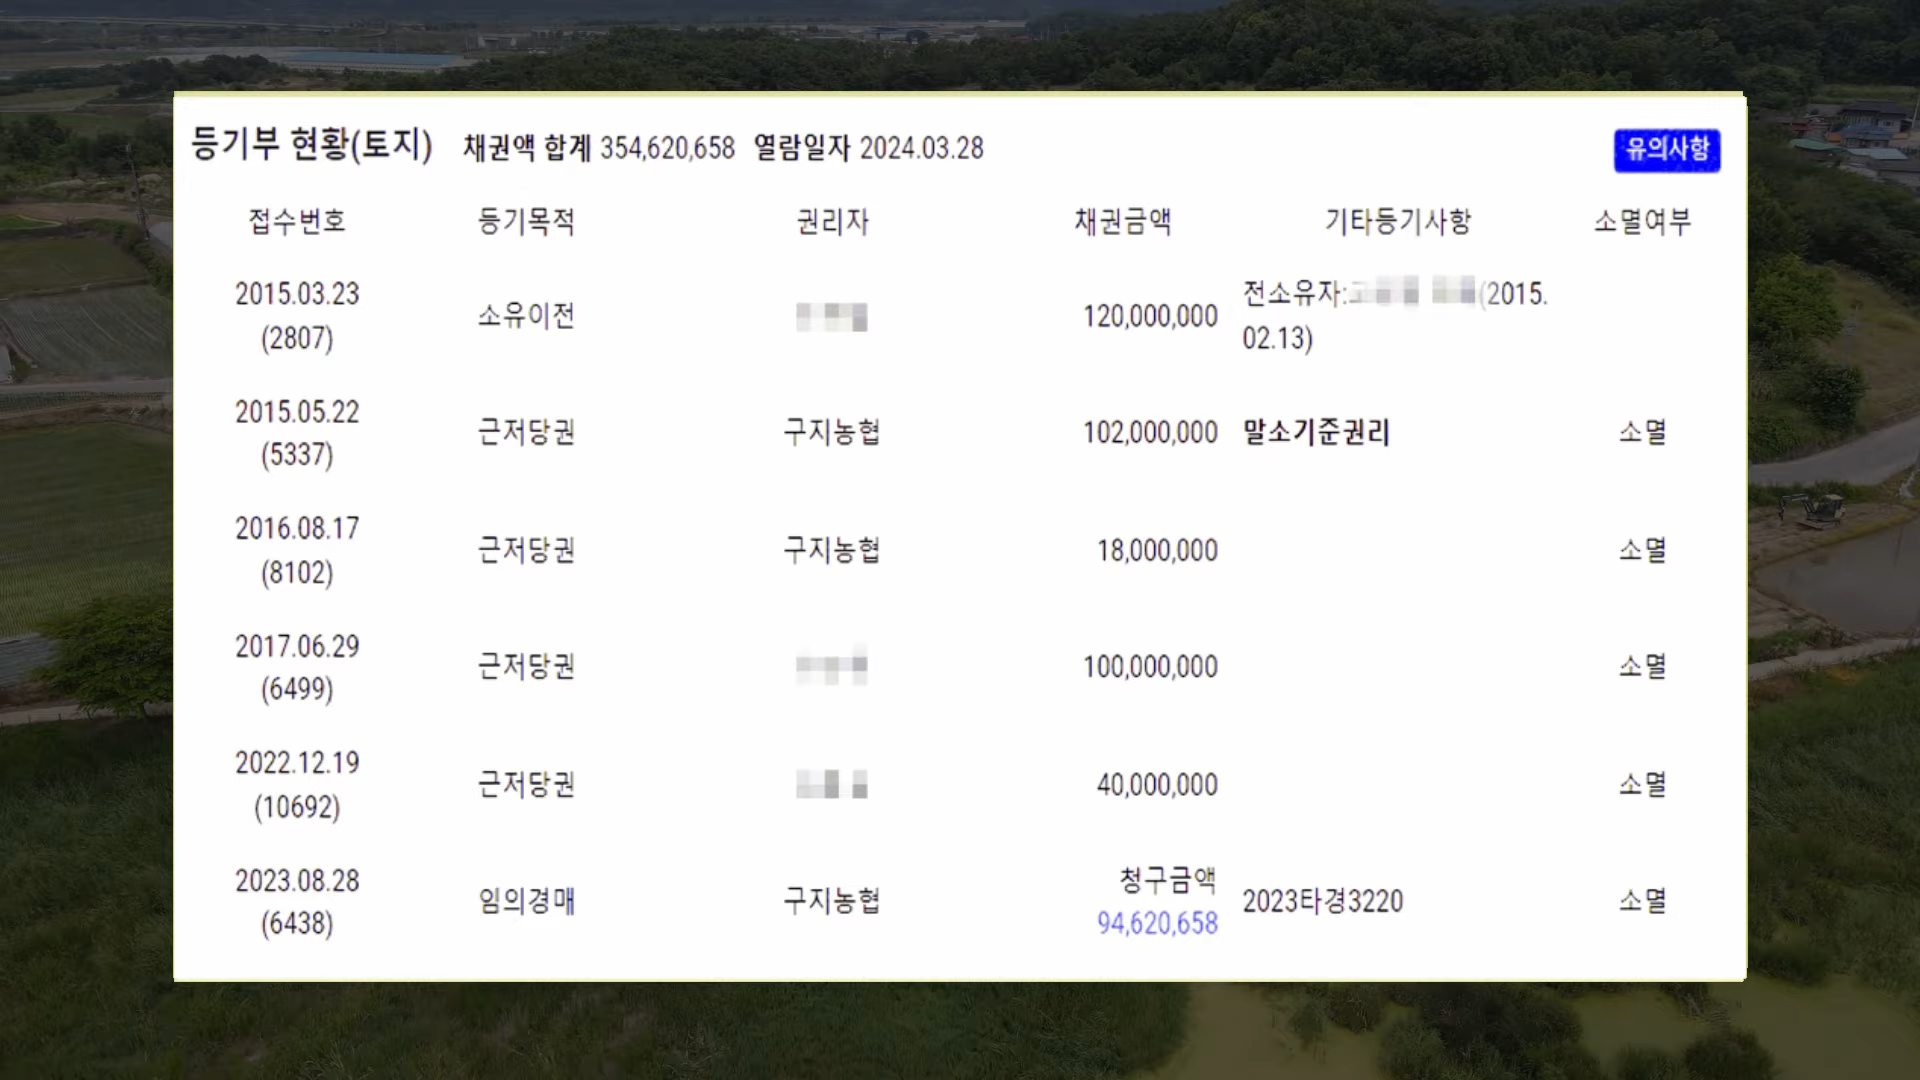 등기부 현황(토지) 채권액 합계 354,620,658 열람일자 2024.03.28 유의사항
접수번호 등기목적 권리자 채권금액 기타등기사항 소멸여부
2015.03.23
(2807) 소유이전 120,000,000 전소유자: (2015.
02.13)
2015.05.22
(5337) 근저당권 구지농협 102,000,000 말소기준권리 소멸
2016.08.17
(8102) 근저당권 구지농협 18,000,000 소멸
2017.06.29
(6499) 근저당권 100,000,000 소멸
2022.12.19
(10692) 근저당권 40,000,000 소멸
2023.08.28
(6438) 임의경매 구지농협 청구금액
94,620,658 2023타경3220 소멸